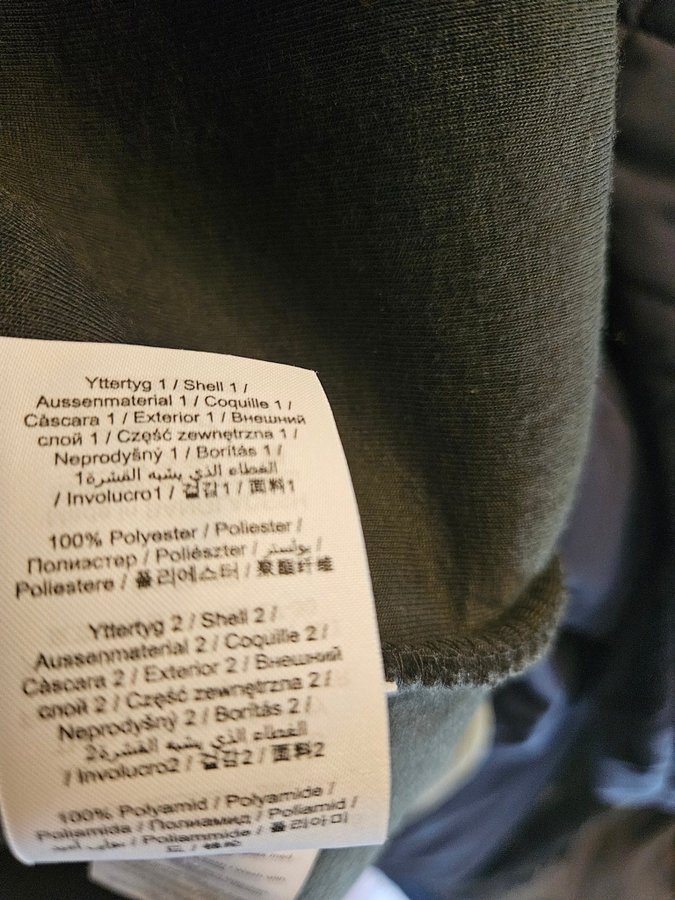 Yttertyg 1 / Shell 1 /
Aussenmaterial 1 / Coquille 1 /
Càscara 1 / Exterior 1 / Внешний
слой 1 / Część zewnętrzna 1 /
Neprodyšný 1 / Borítás 1 /
الغطاء الذي يشبه القشرة1
/ Involucro1 / 겉감1 / 面料1
100% Polyester / Poliester /
Полиэстер / Poliészter / بوليستر /
Poliestere / 폴리에스터 / 聚酯纤维
Yttertyg 2 / Shell 2 /
Aussenmaterial 2 / Coquille 2 /
Càscara 2 / Exterior 2 / Внешний
слой 2 / Część zewnętrzna 2 /
Neprodyšný 2 / Borítás 2 /
الغطاء الذي يشبه القشرة2
/ Involucro2 / 겉감2 / 面料2
100% Polyamid / Polyamide /
Poliamida / Полиамид / Poliamid /
/ Poliammide / 폴리아미
드 /